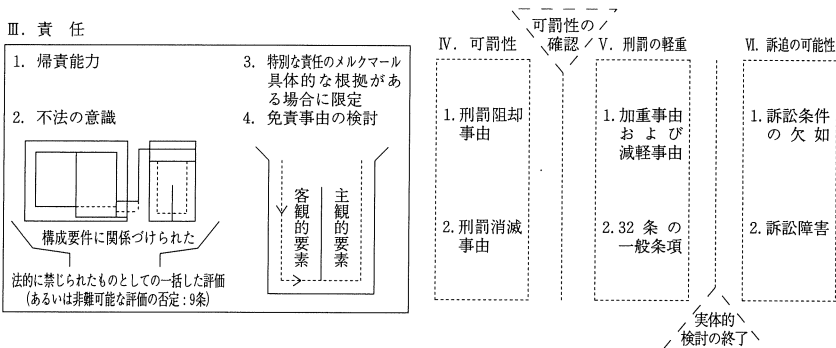 Ⅲ. 責 任
1. 帰責能力
2. 不法の意識
構成要件に関係づけられた
法的に禁じられたものとしての一括した評価
(あるいは非難可能な評価の否定:9条)
3. 特別な責任のメルクマール
具体的な根拠があ
る場合に限定
4. 免責事由の検討
客観的要素
主観的要素
可罰性の
確認
Ⅳ. 可罰性
1.刑罰阻却
事由
2.刑罰消滅
事由
Ⅴ. 刑罰の軽重
1.加重事由
および
減軽事由
2.32条の
一般条項
実体的
検討の終了
Ⅵ. 訴追の可能性
1.訴訟条件
の欠如
2.訴訟障害